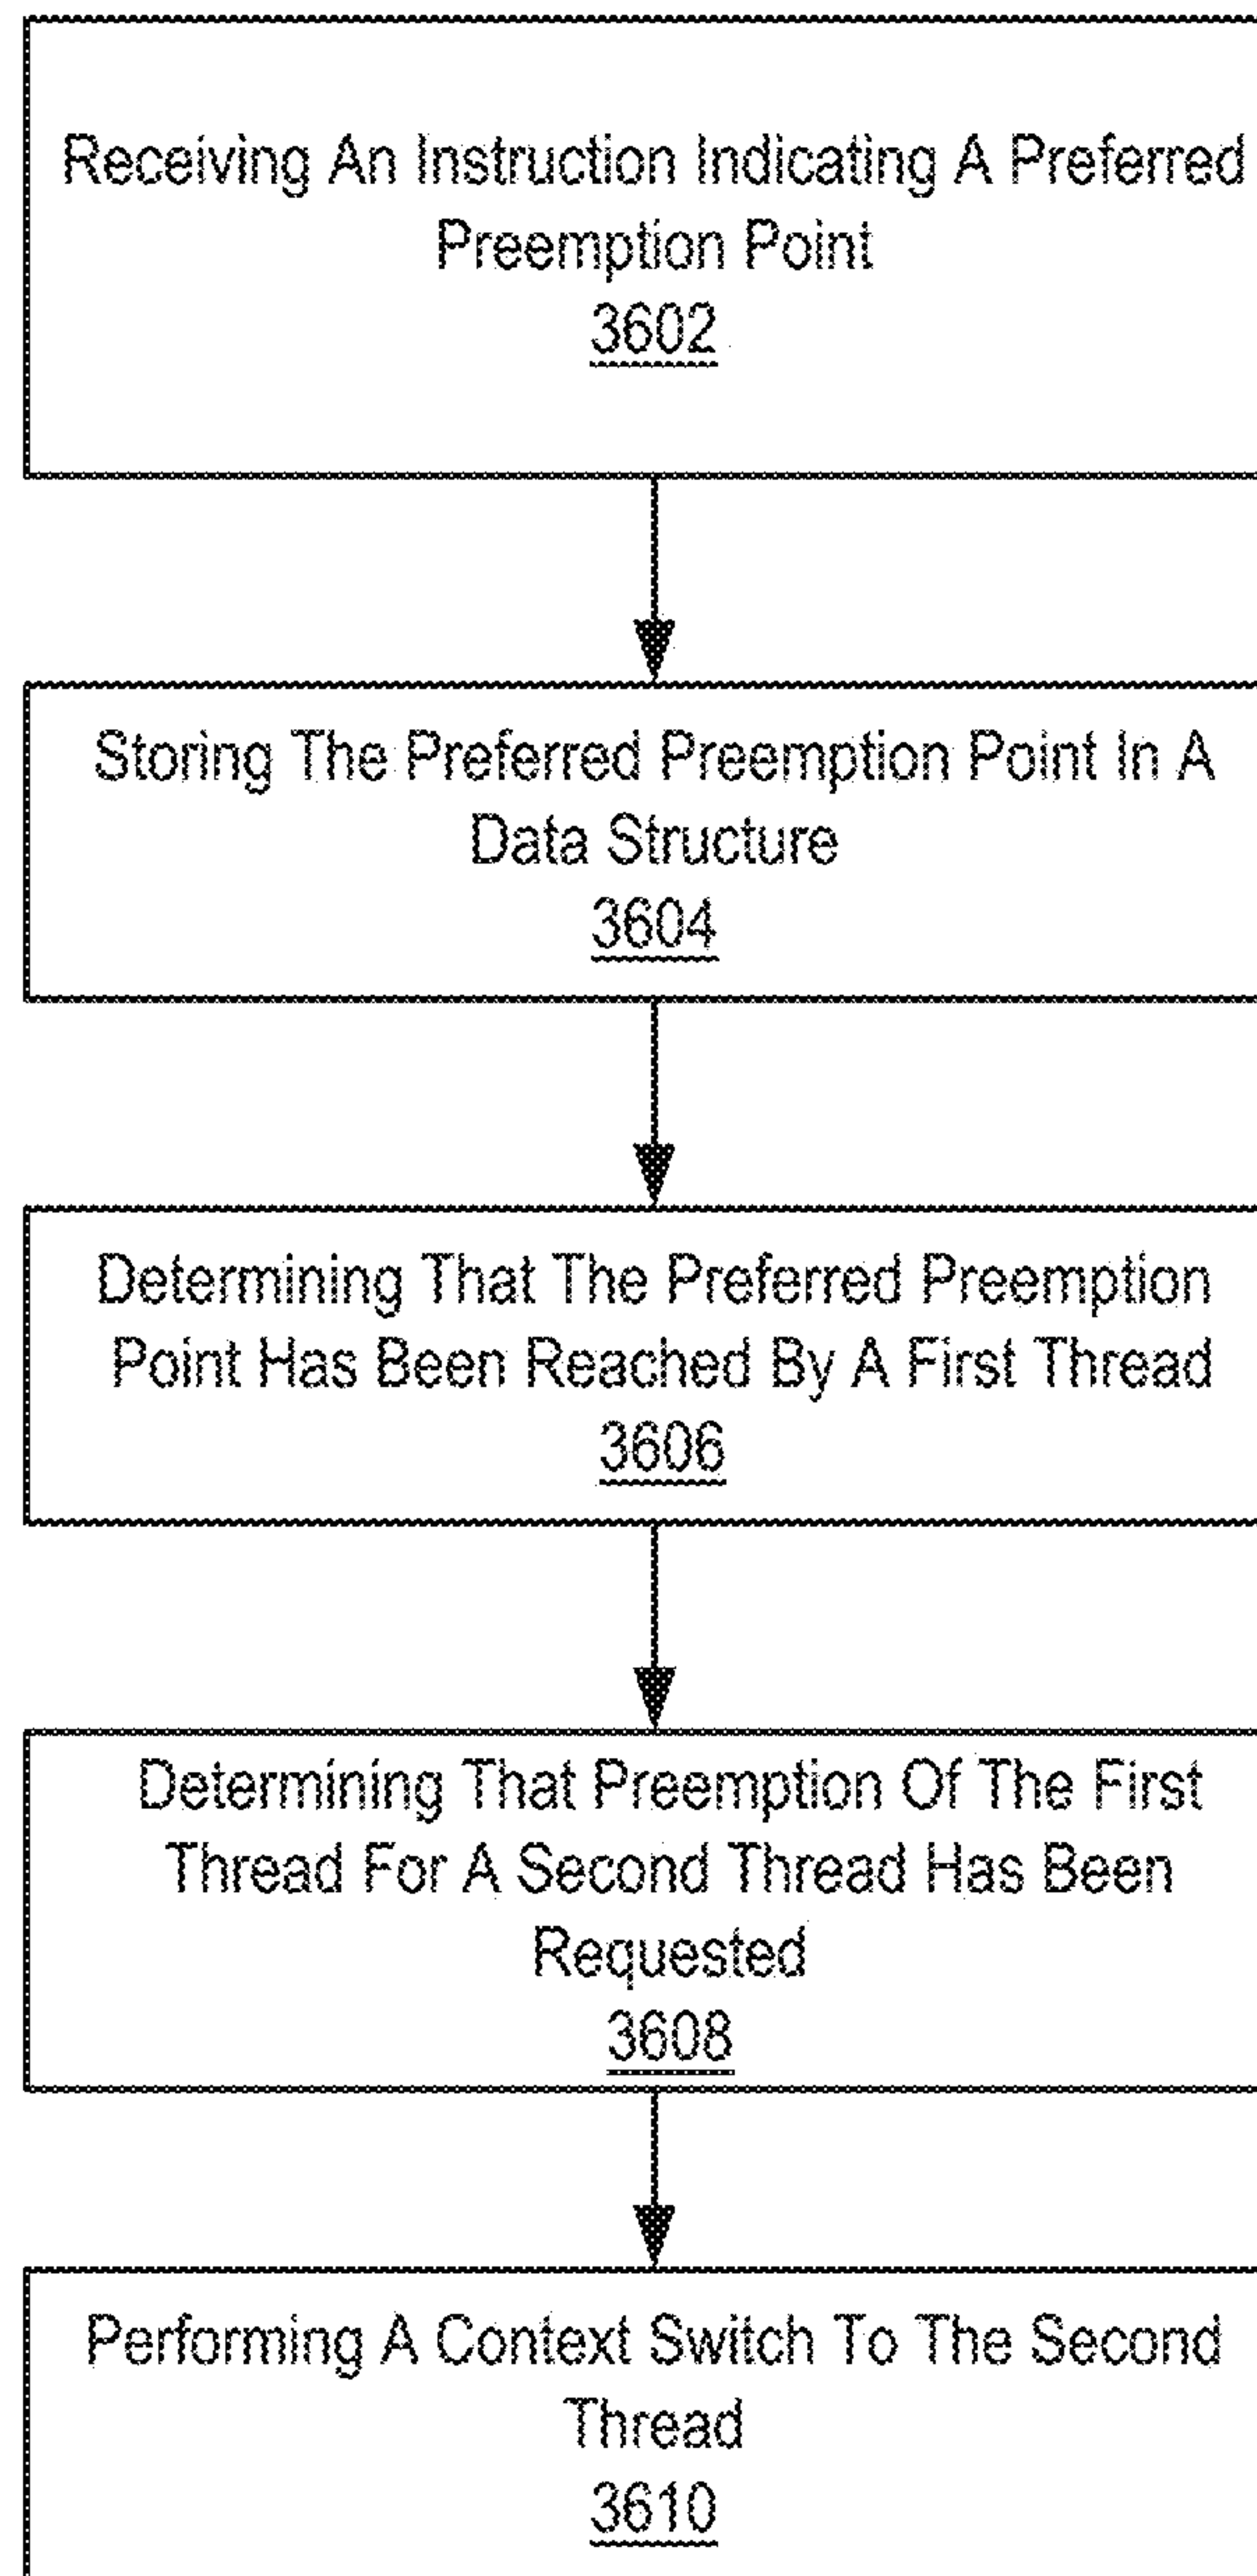 Receiving An Instruction Indicating A Preferred
Preemption Point
3602
Storing The Preferred Preemption Point In A
Data Structure
3604
Determining That The Preferred Preemption
Point Has Been Reached By A First Thread
3606
Determining That Preemption Of The First
Thread For A Second Thread Has Been
Requested
3608
Performing A Context Switch To The Second
Thread
3610